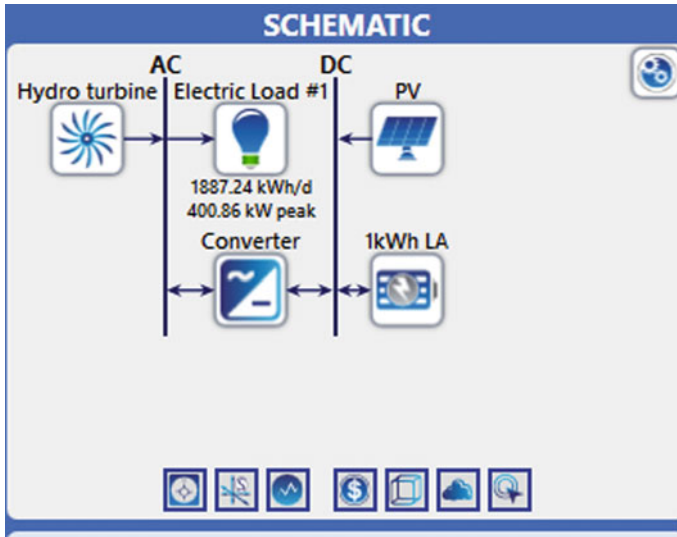 SCHEMATIC
AC
DC
Hydro turbine
Electric Load #1
PV
1887.24 kWh/d
400.86 kW peak
Converter
1kWh LA